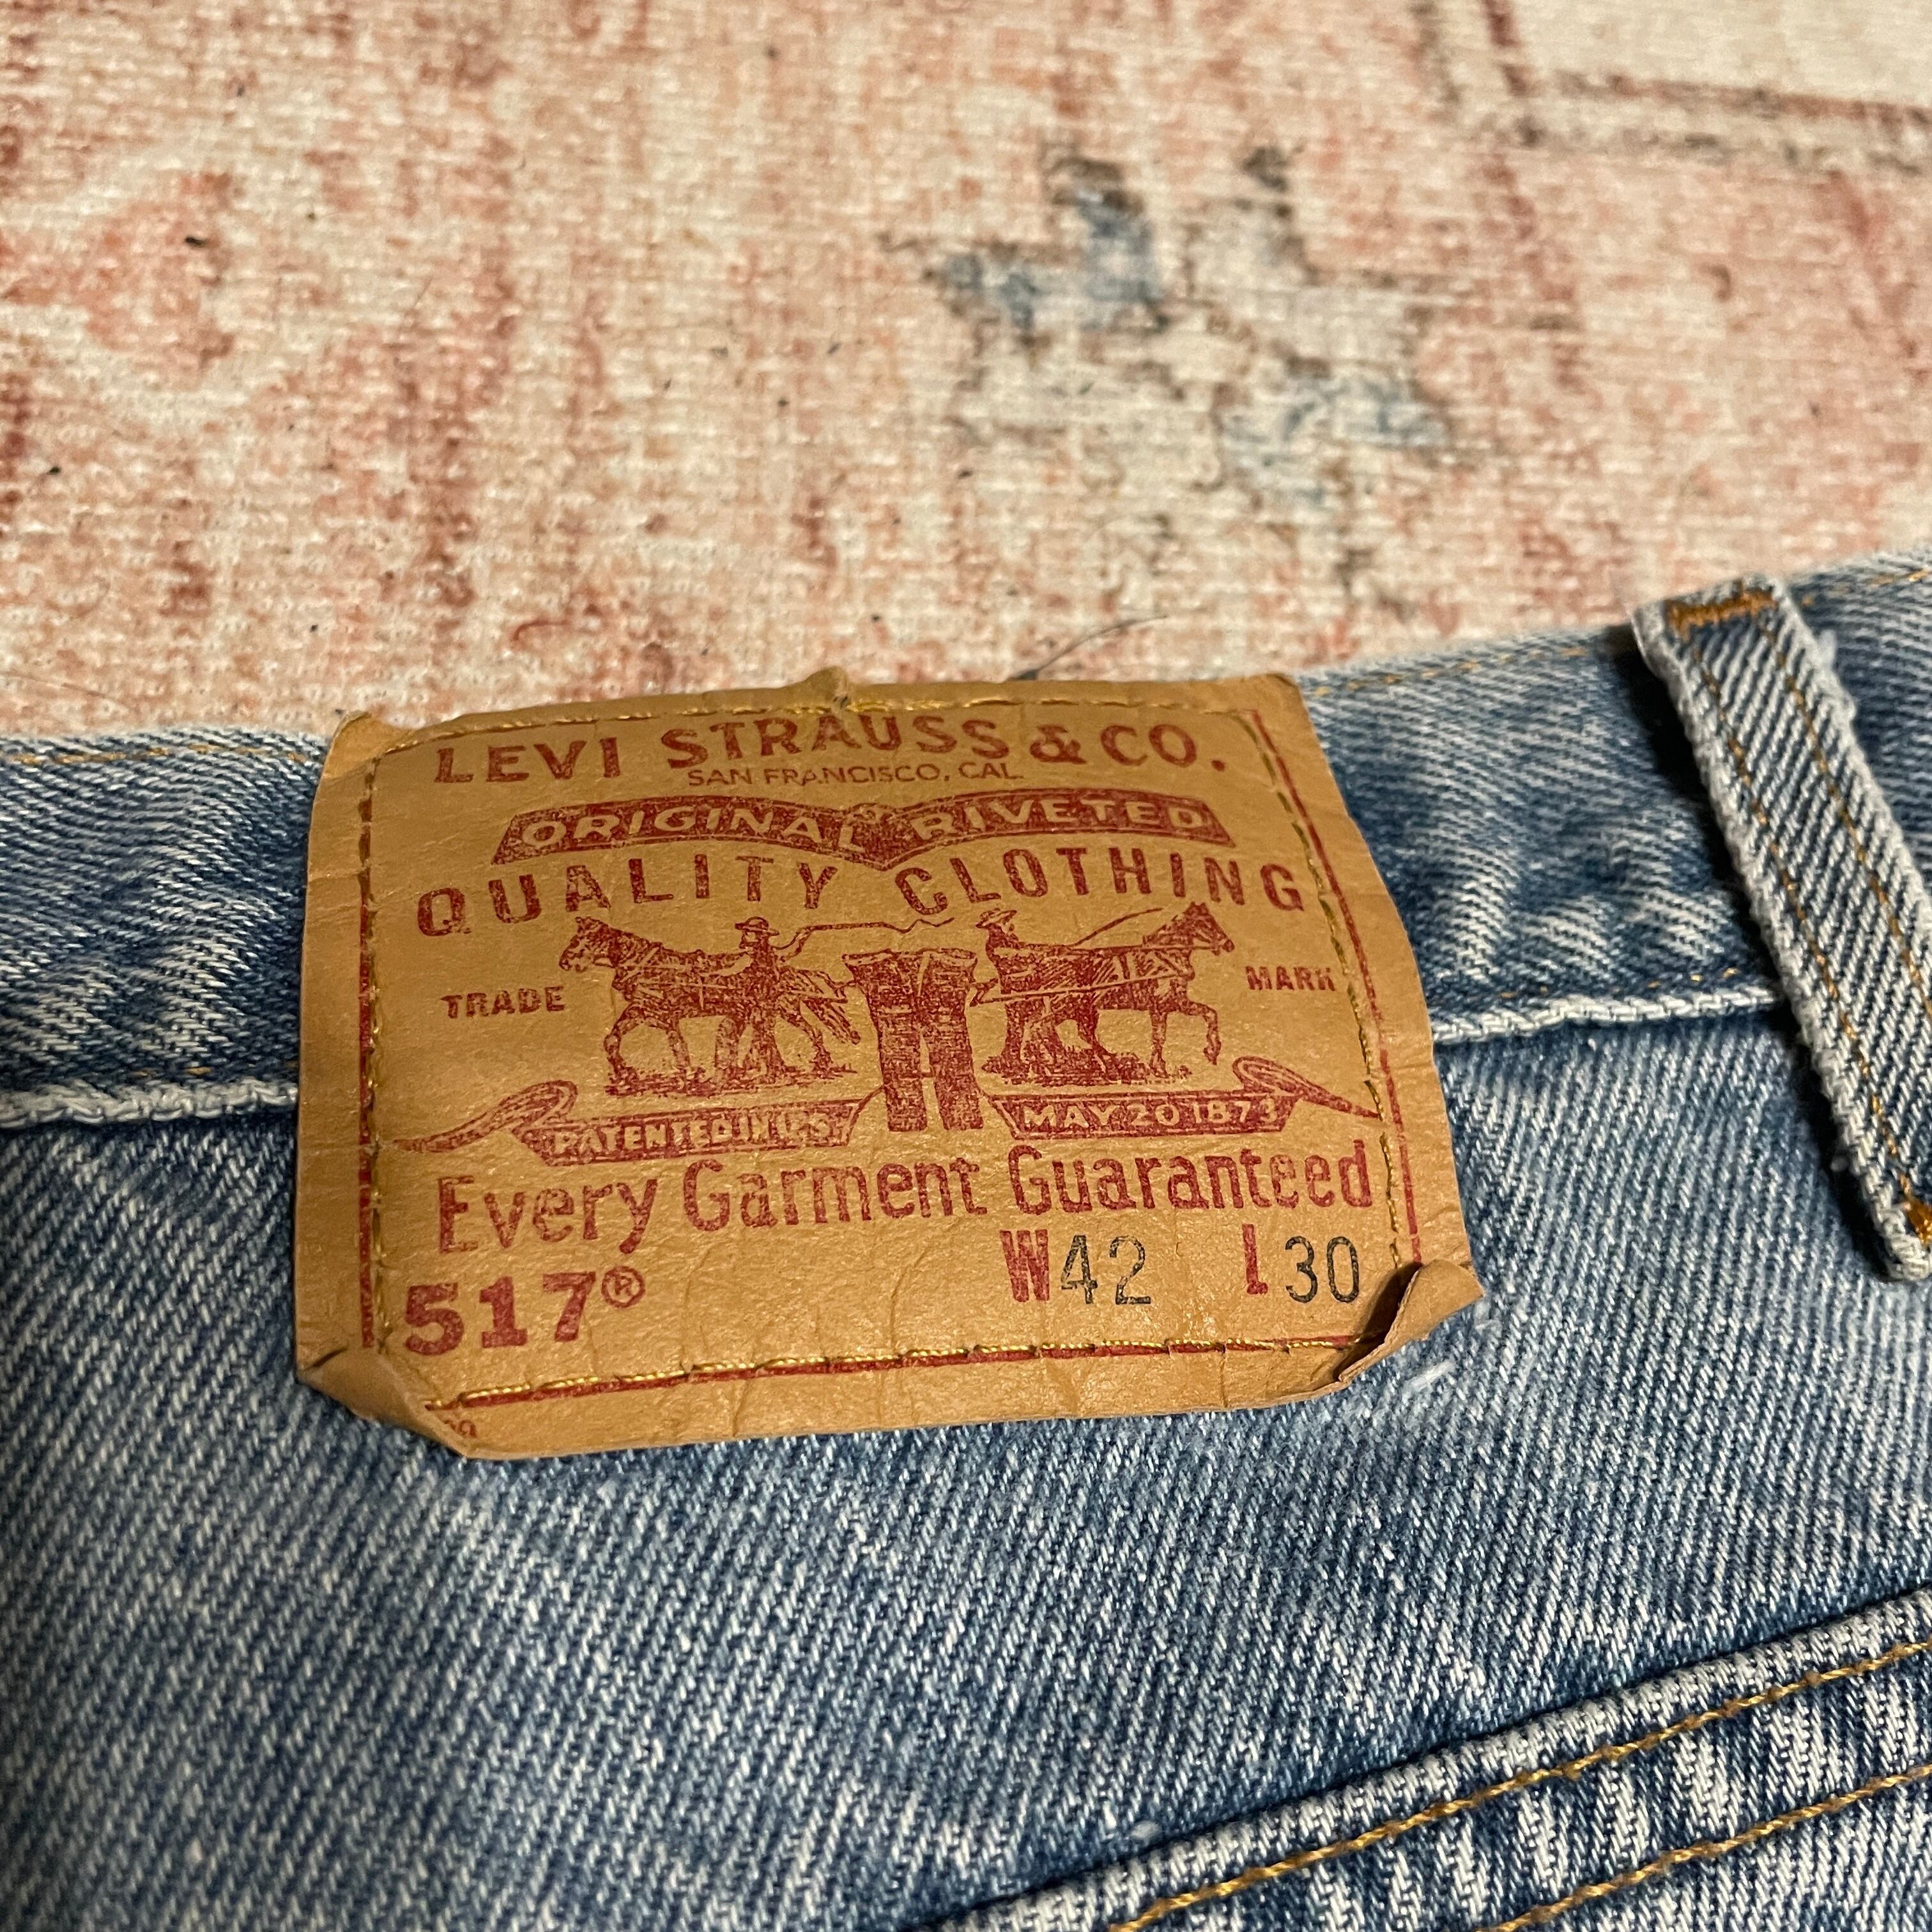 LEVI STRAUSS & CO.
SAN FRANCISCO, CAL.
ORIGINAL RIVETED
QUALITY CLOTHING
TRADE MARK
PATENTED IN U.S. MAY 20 1873
Every Garment Guaranteed
W42 L30
517®